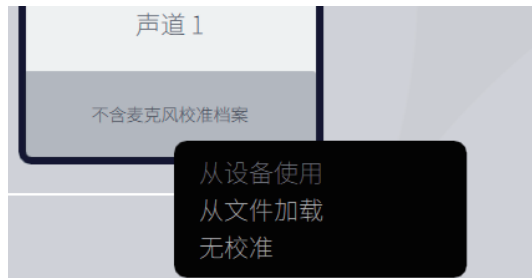 声道 1
不含麦克风校准档案
从设备使用
从文件加载
无校准